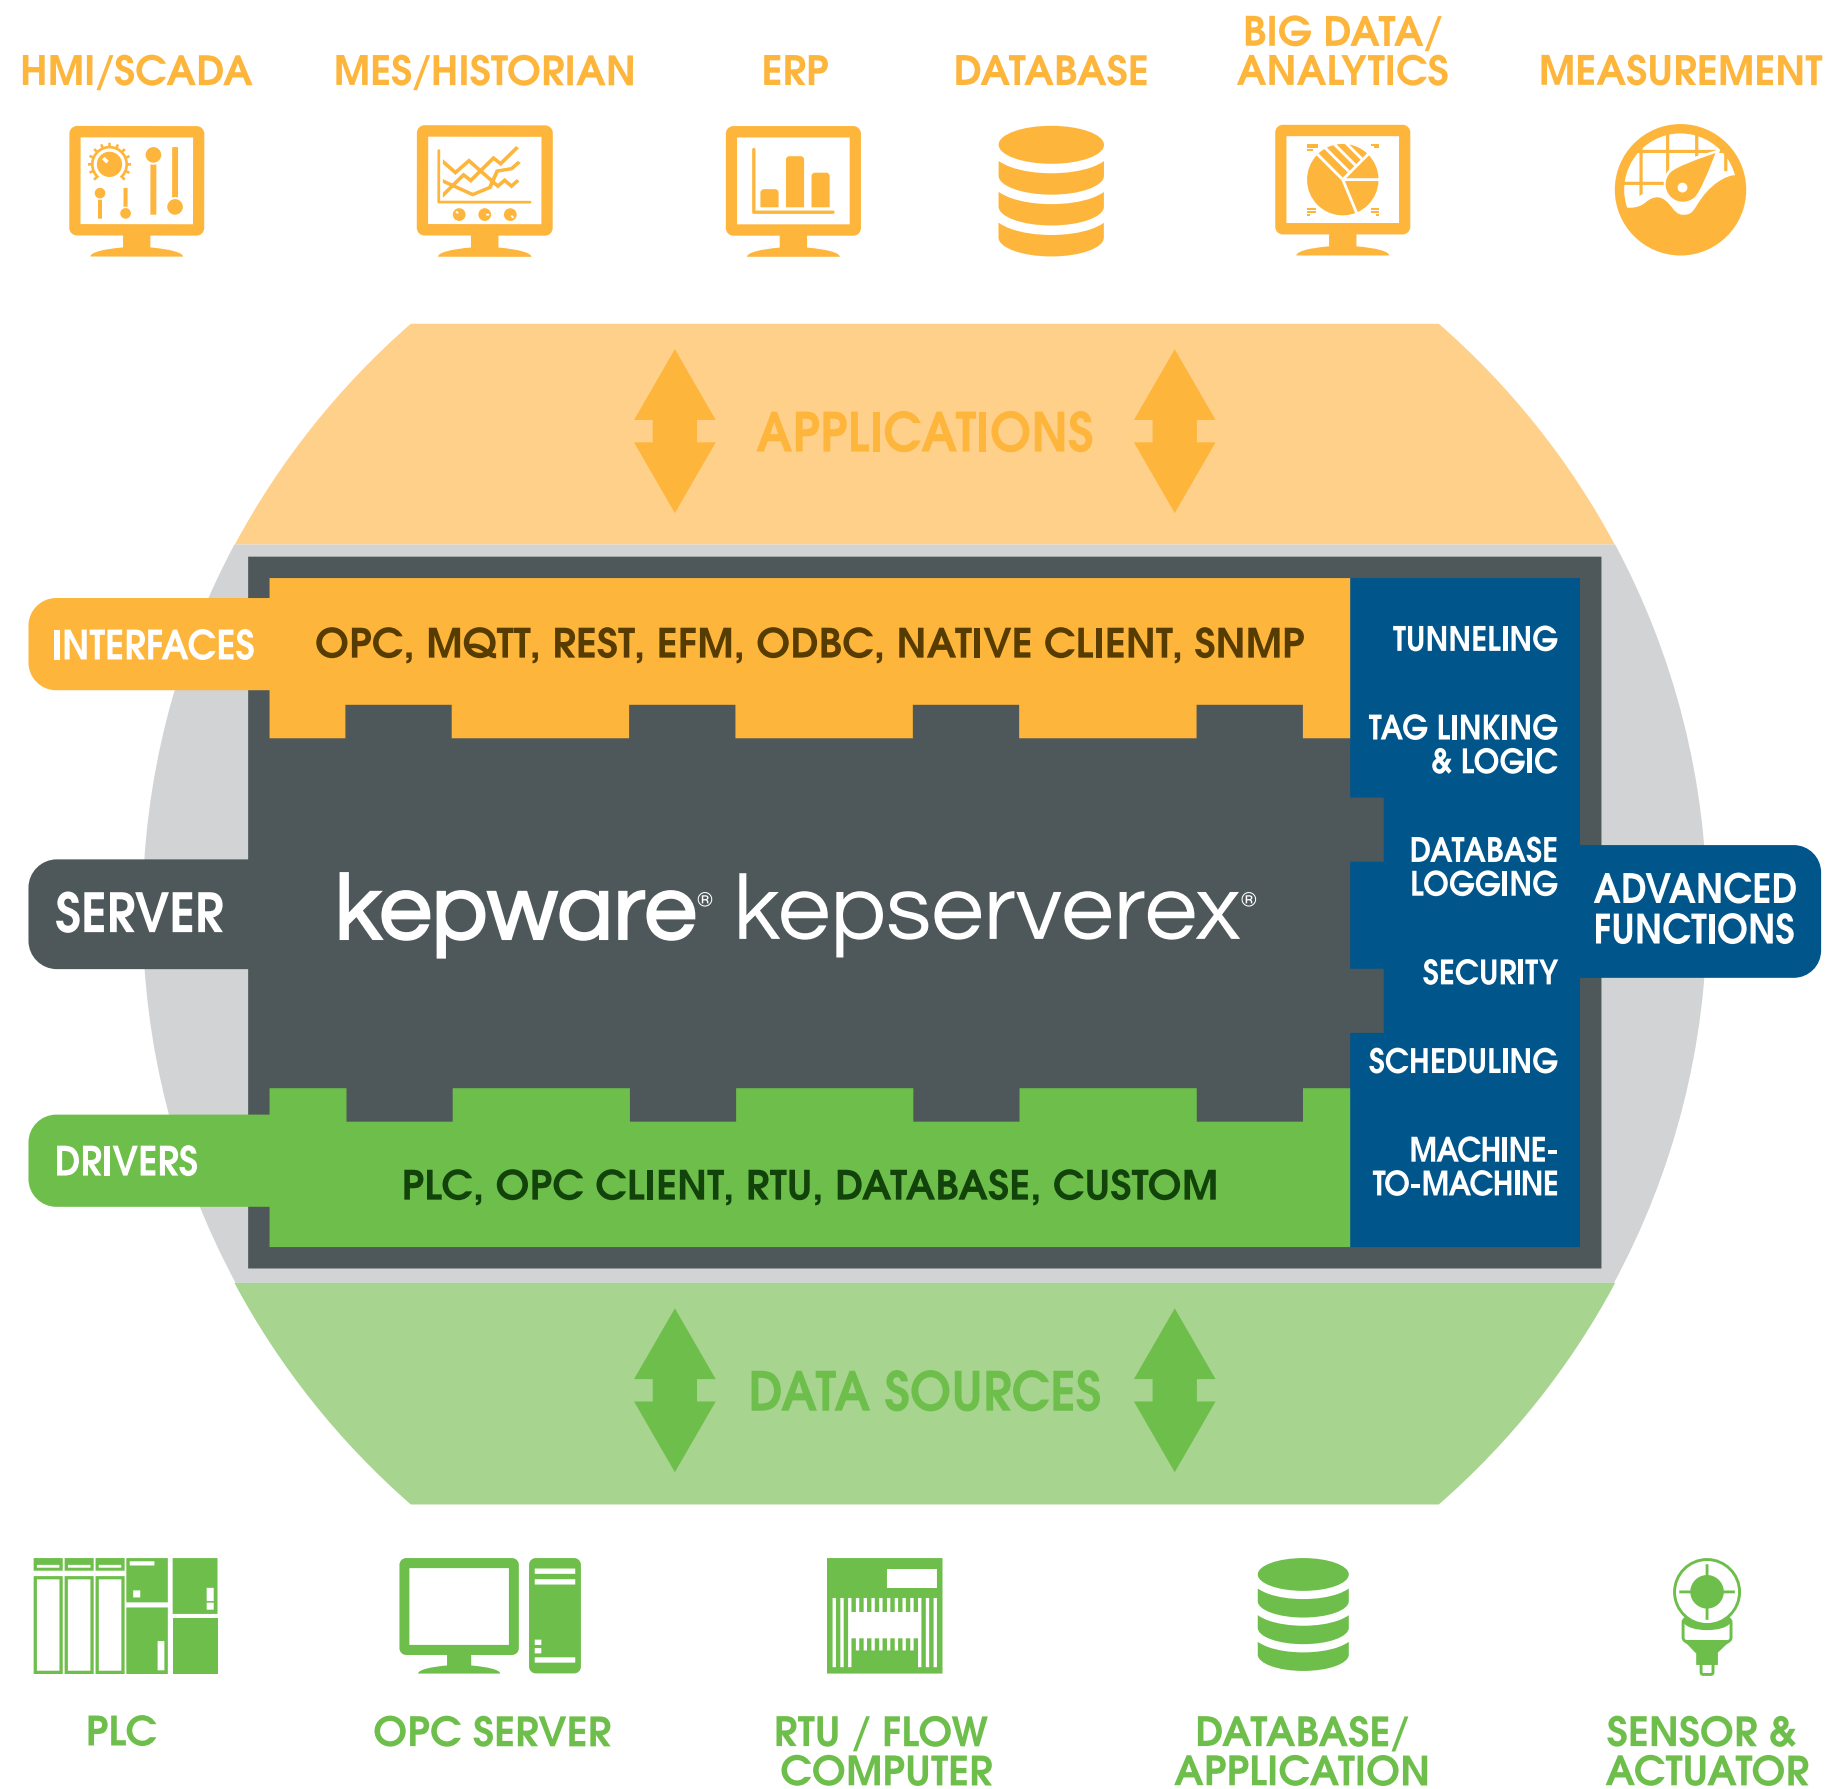 HMI/SCADA
MES/HISTORIAN
ERP
DATABASE
BIG DATA/
ANALYTICS
MEASUREMENT
APPLICATIONS
INTERFACES
OPC, MQTT, REST, EFM, ODBC, NATIVE CLIENT, SNMP
TUNNELING
TAG LINKING
& LOGIC
DATABASE
LOGGING
SECURITY
SCHEDULING
MACHINE-
TO-MACHINE
ADVANCED
FUNCTIONS
SERVER
kepware® kepserverex®
DRIVERS
PLC, OPC CLIENT, RTU, DATABASE, CUSTOM
DATA SOURCES
PLC
OPC SERVER
RTU / FLOW
COMPUTER
DATABASE/
APPLICATION
SENSOR &
ACTUATOR